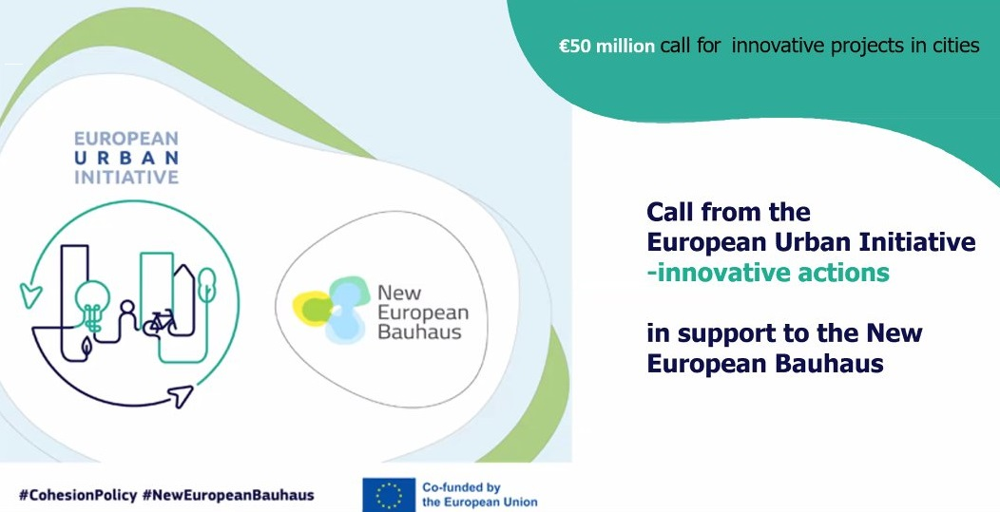 €50 million call for innovative projects in cities
EUROPEAN
URBAN
INITIATIVE
New
European
Bauhaus
Call from the
European Urban Initiative
-innovative actions
in support to the New
European Bauhaus
#CohesionPolicy #NewEuropeanBauhaus
Co-funded by
the European Union